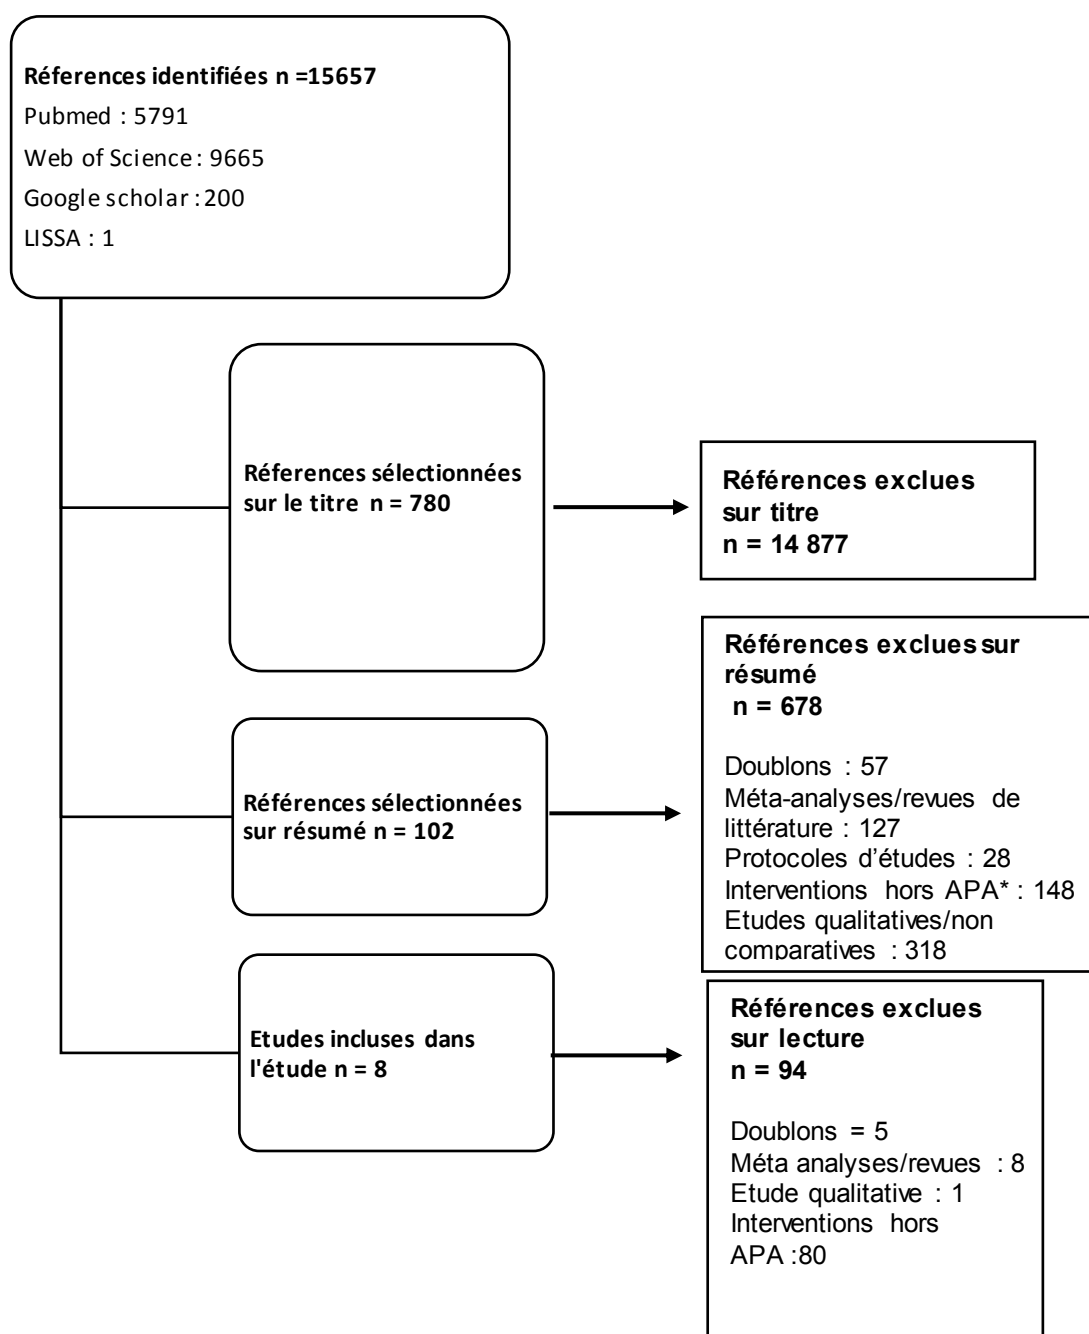 Réferences identifiées n =15657
Pubmed : 5791
Web of Science : 9665
Google scholar : 200
LISSA : 1
Réferences sélectionnées
sur le titre n = 780
Références exclues
sur titre
n = 14 877
Références exclues sur
résumé
n = 678
Doublons : 57
Méta-analyses/revues de
littérature : 127
Protocoles d'études : 28
Interventions hors APA* : 148
Etudes qualitatives/non
comparatives : 318
Références sélectionnées
sur résumé n = 102
Etudes incluses dans
l'étude n = 8
Références exclues
sur lecture
n = 94
Doublons = 5
Méta analyses/revues : 8
Etude qualitative : 1
Interventions hors
APA :80